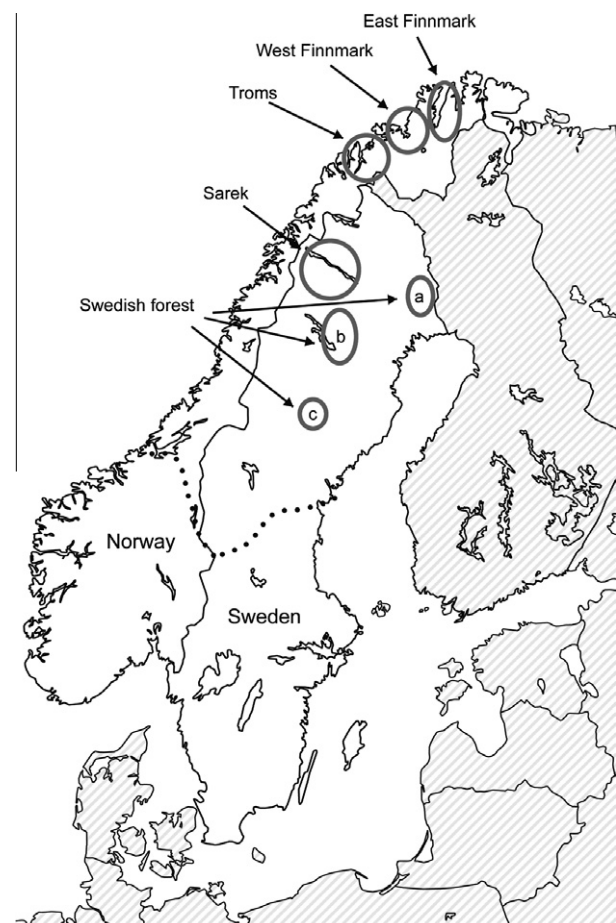 East Finnmark
West Finnmark
Troms
Sarek
Swedish forest
a
b
c
Norway
Sweden